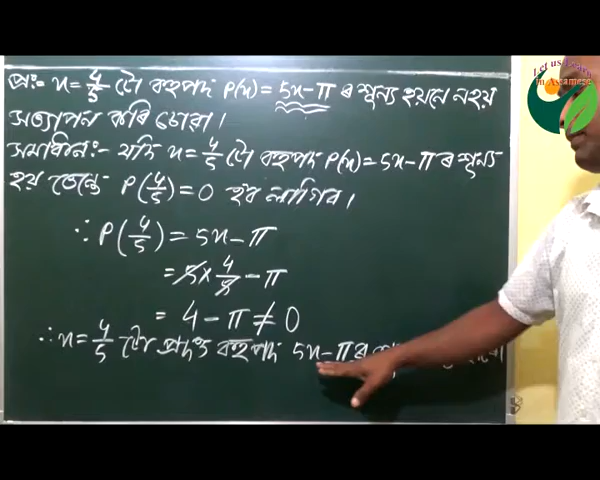 প্ৰঃ- x = 4/5 টো বহুপদ P(x) = 5x - π ৰ শূন্য হয়নে নহয়
সত্যাপন কৰি চোৱা।
সমাধানঃ- যদি x = 4/5 টো বহুপদ P(x) = 5x - π ৰ শূন্য
হয় তেন্তে P(4/5) = 0 হ'ব লাগিব।
∴ P(4/5) = 5x - π
= 5 × 4/5 - π
= 4 - π ≠ 0
∴ x = 4/5 টো প্ৰদত্ত বহুপদ 5x - π ৰ
Let us Learn
in Assamese